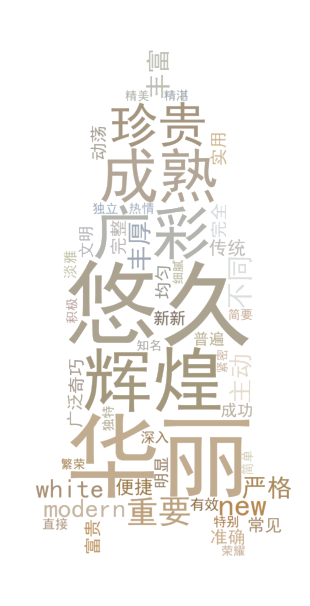 丰富
精美 精湛
珍贵
动荡
实用
成熟
独立 热情
广彩
完全
文明
完整
丰厚
传统
淡雅
细腻
均匀
不同
悠久
积极
新新
简要
知名
普遍
辉煌
紧密
主动
奇巧
广泛
独特
成功
华丽
深入
繁荣
明显
简单
white 便捷
严格
modern 重要
有效 new
直接
特别 常见
富贵
准确
荣耀